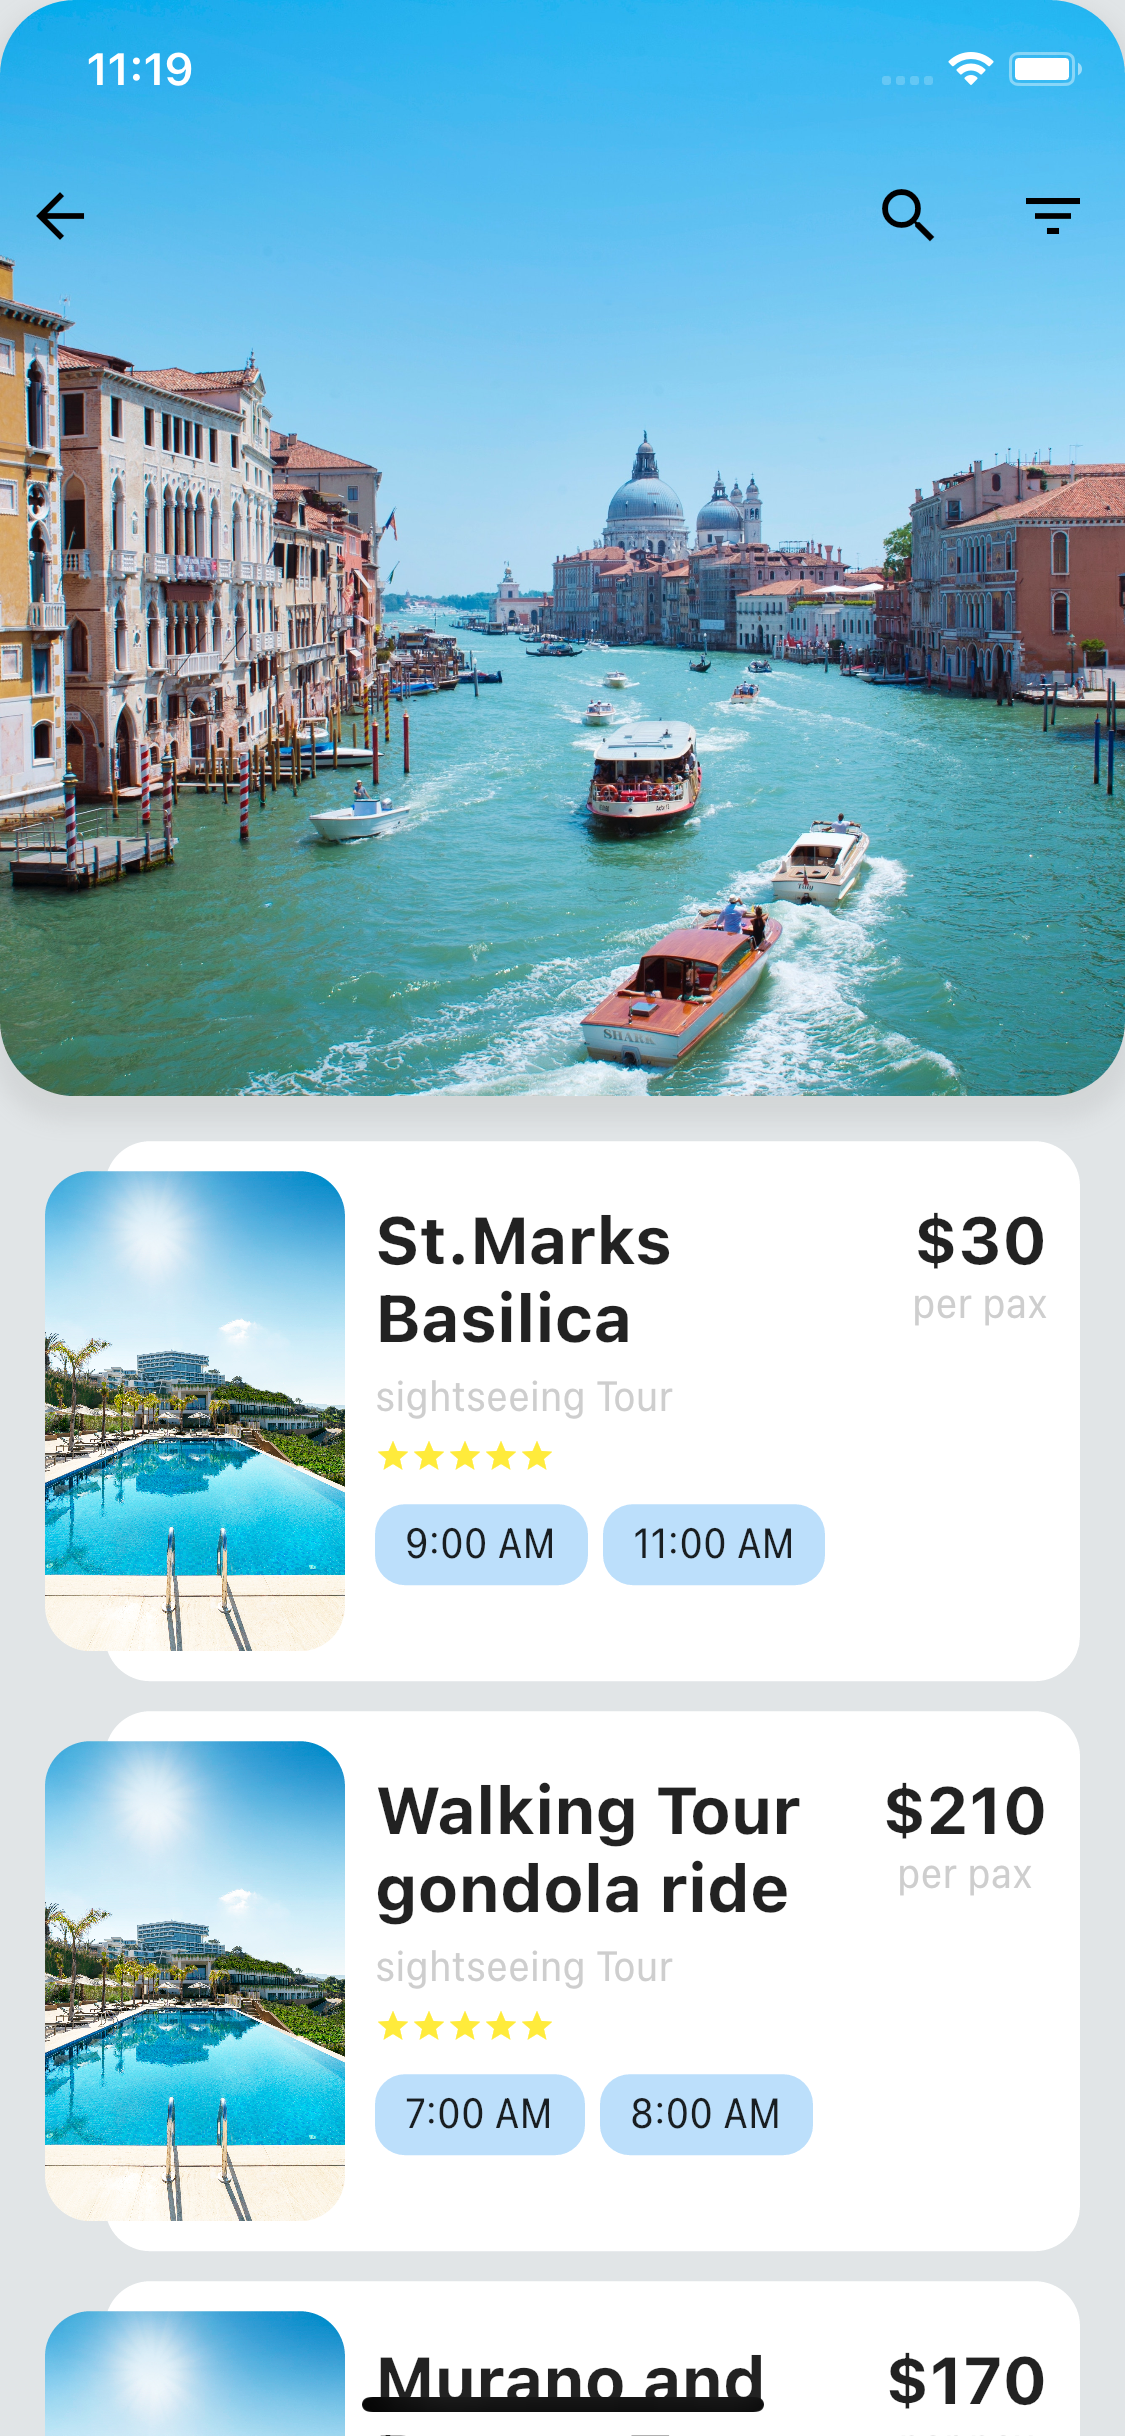 11:19
SHARK
St.Marks
Basilica
$30
per pax
sightseeing Tour
9:00 AM
11:00 AM
Walking Tour
gondola ride
$210
per pax
sightseeing Tour
7:00 AM
8:00 AM
Murano and
$170